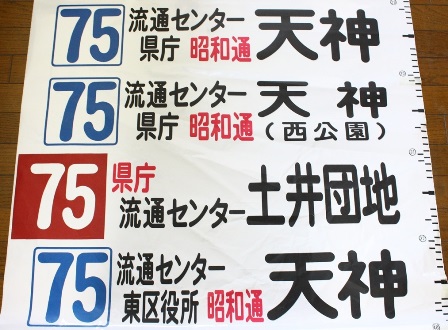 75 流通センター 県庁 昭和通 天神
75 流通センター 県庁 昭和通 天神 (西公園)
75 県庁 流通センター 土井団地
75 流通センター 東区役所 昭和通 天神